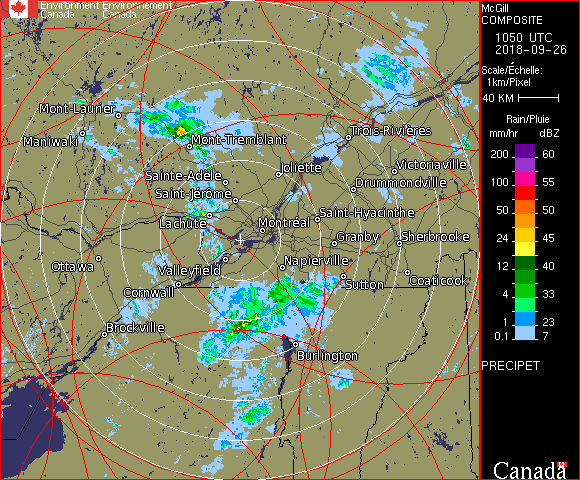 Environment Environnement
Canada Canada
McGill
COMPOSITE
1050 UTC
2018-09-26
Scale/Échelle:
1km/Pixel
40 KM
Rain/Pluie
mm/hr dBZ
200 60
100 55
50 50
24 45
12 40
4 33
1 23
0.1 7
PRECIPET
Canada
Mont-Laurier
Maniwaki
Mont-Tremblant
Trois-Rivières
Sainte-Adèle
Joliette
Victoriaville
Saint-Jérôme
Drummondville
Lachute
Montréal
Saint-Hyacinthe
Granby
Sherbrooke
Ottawa
Valleyfield
Napierville
Cornwall
Sutton
Coaticook
Brockville
Burlington